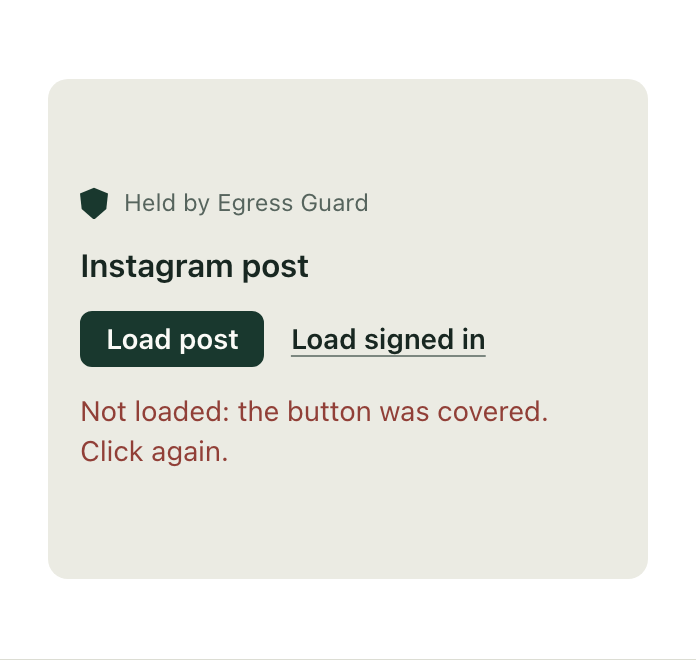 Held by Egress Guard
Instagram post
Load post
Load signed in
Not loaded: the button was covered.
Click again.